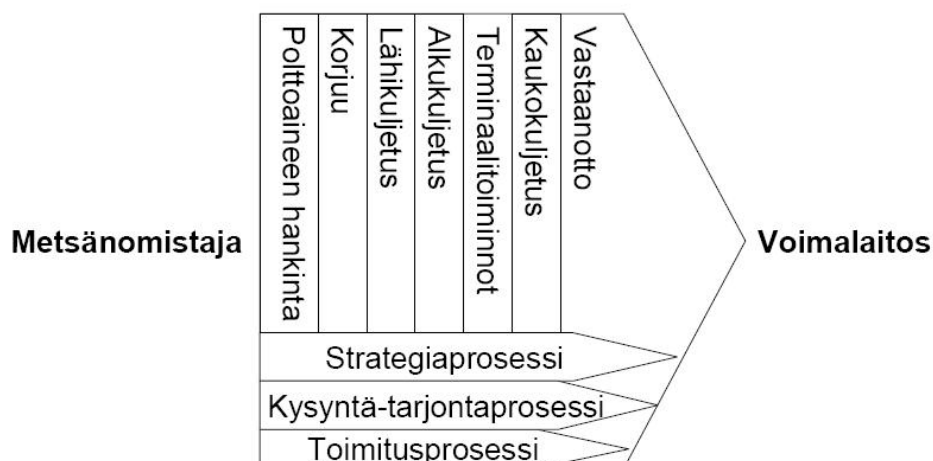 Metsänomistaja
Polttoaineen hankinta
Korjuu
Lähikuljetus
Alkukuljetus
Terminaalitoiminnot
Kaukokuljetus
Vastaanotto
Voimalaitos
Strategiaprosessi
Kysyntä-tarjontaprosessi
Toimitusprosessi